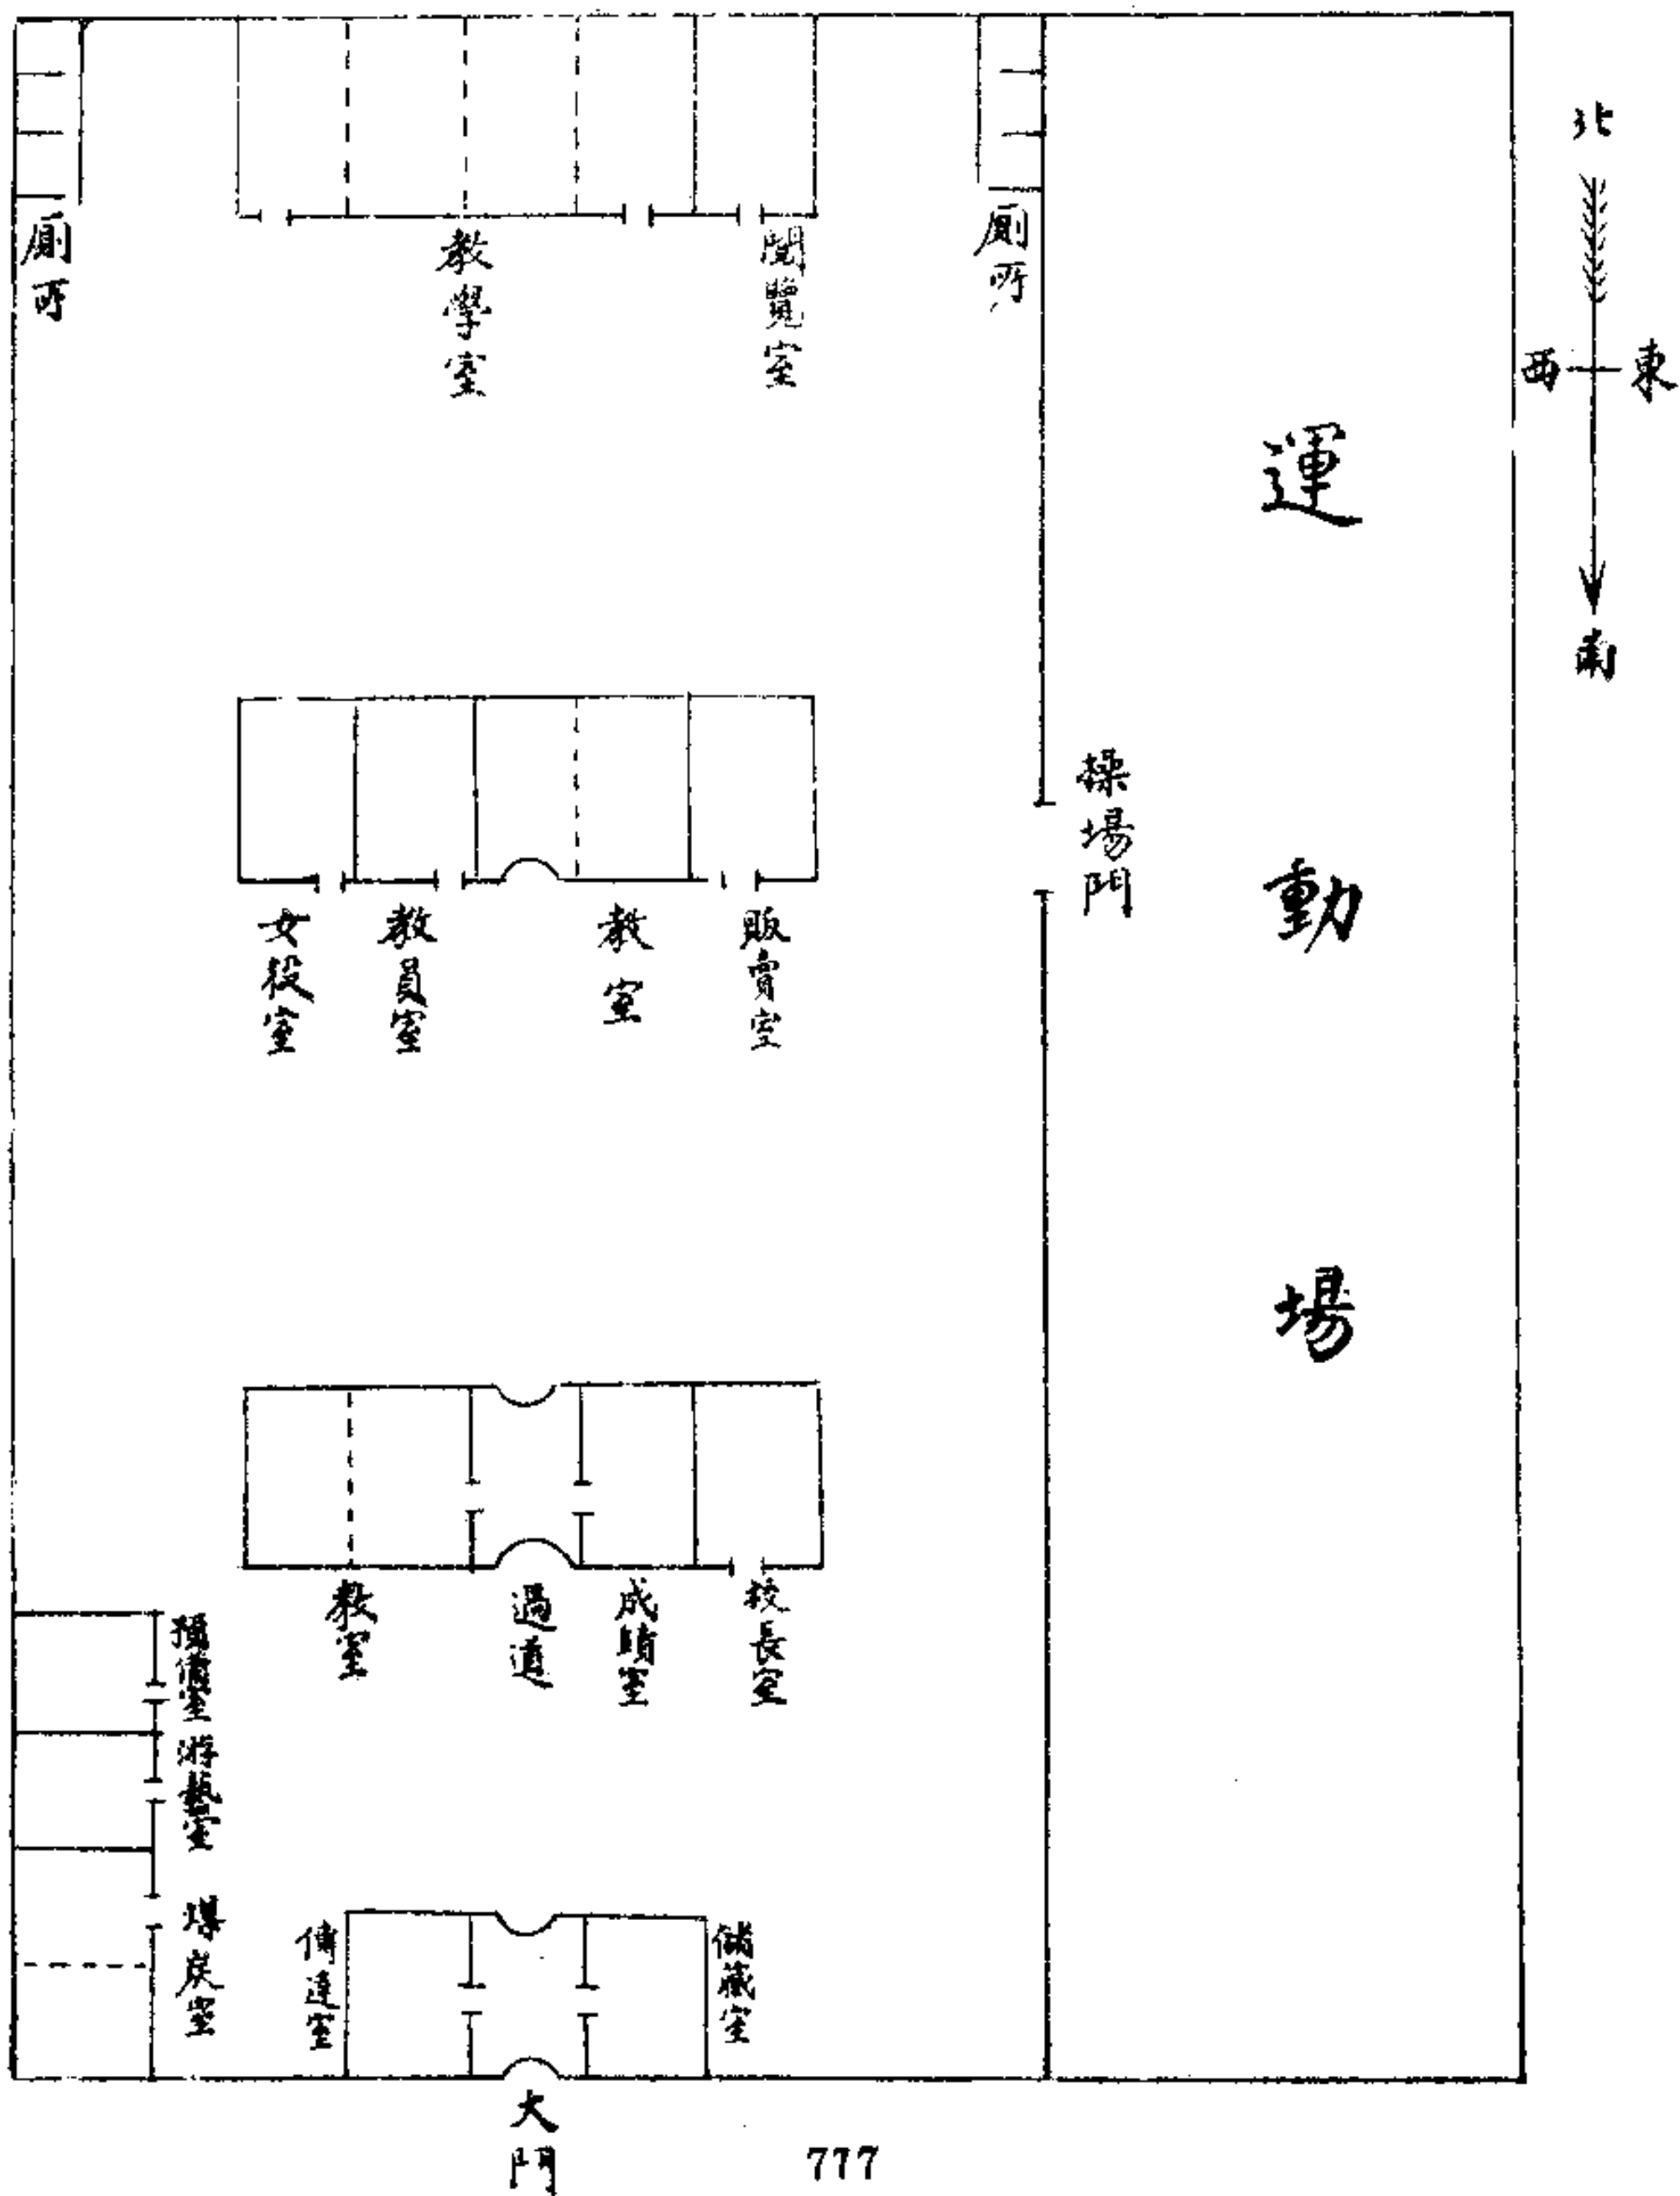 北
西
東
南
廁所
教學室
閱覽室
廁所
運動場
操場門
女役室
教員室
教室
販賣室
教室
過道
成績室
校長室
預備室
游藝室
煤炭室
傳達室
儲藏室
大門
777